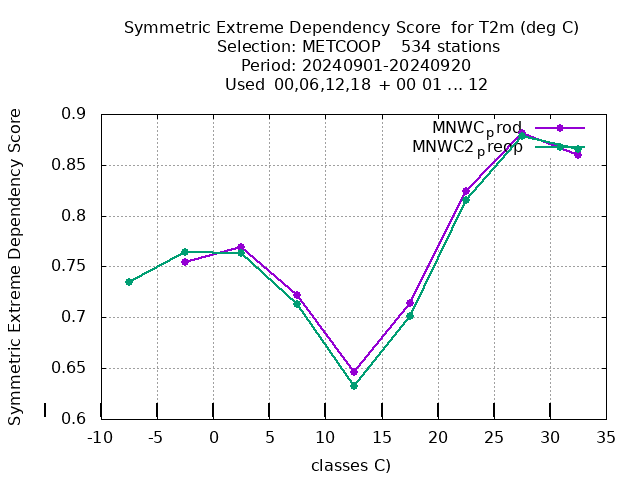 Symmetric Extreme Dependency Score for T2m (deg C)
Selection: METCOOP 534 stations
Period: 20240901-20240920
Used 00,06,12,18 + 00 01 ... 12
Symmetric Extreme Dependency Score
0.9
0.85
0.8
0.75
0.7
0.65
0.6
MNWCprod
MNWC2preop
-10 -5 0 5 10 15 20 25 30 35
classes C)